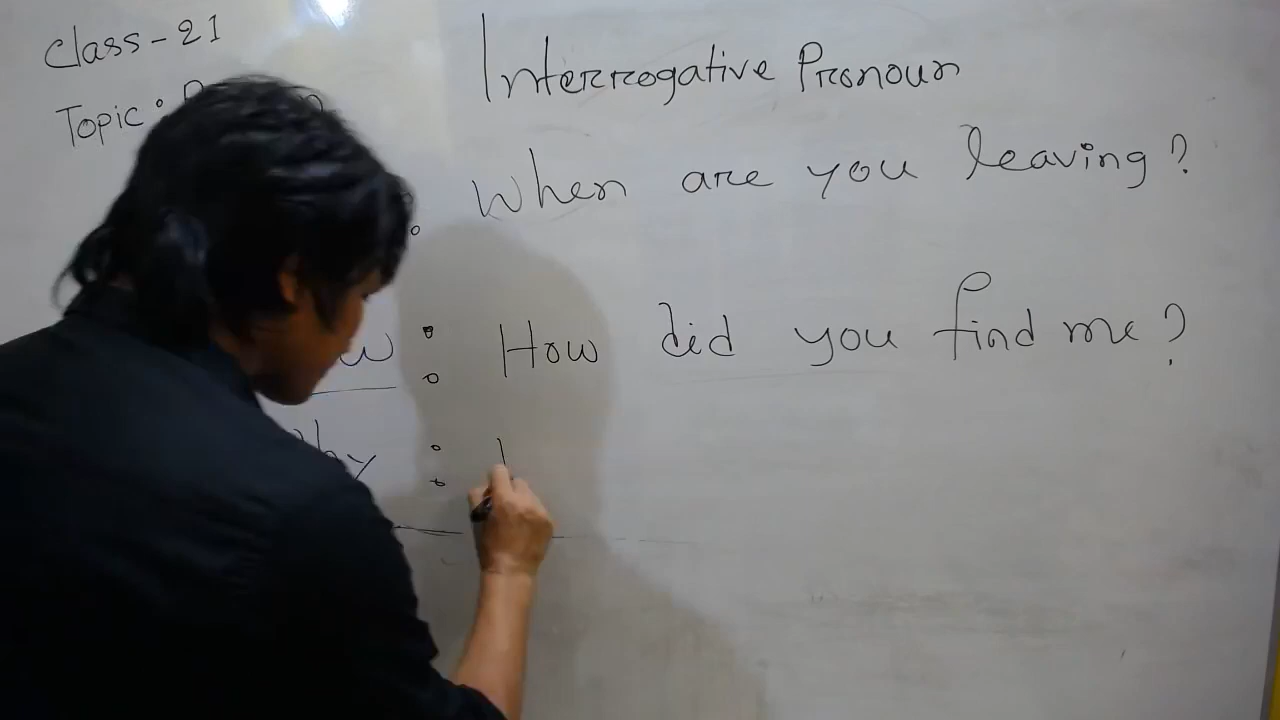 Class-21
Interrogative Pronoun
Topic:
When are you leaving?
: How did you find me?
: